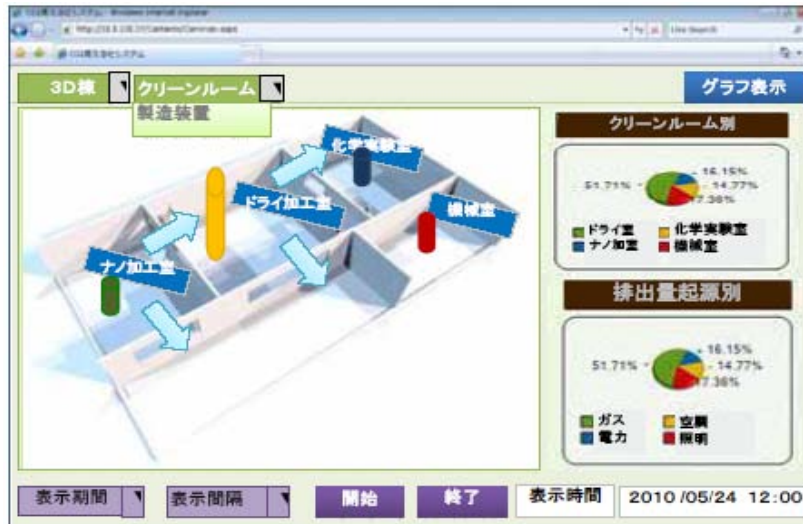 Windows Internet Explorer
Live Search
3D棟
クリーンルーム
グラフ表示
製造装置
クリーンルーム別
化学実験室
ドライ加工室
機械室
ナノ加工室
51.71%
16.15%
14.77%
17.36%
ドライ室
化学実験室
ナノ加室
機械室
排出量起源別
51.71%
16.15%
14.77%
17.36%
ガス
空調
電力
照明
表示期間
表示間隔
開始
終了
表示時間
2010 /05/24 12:00